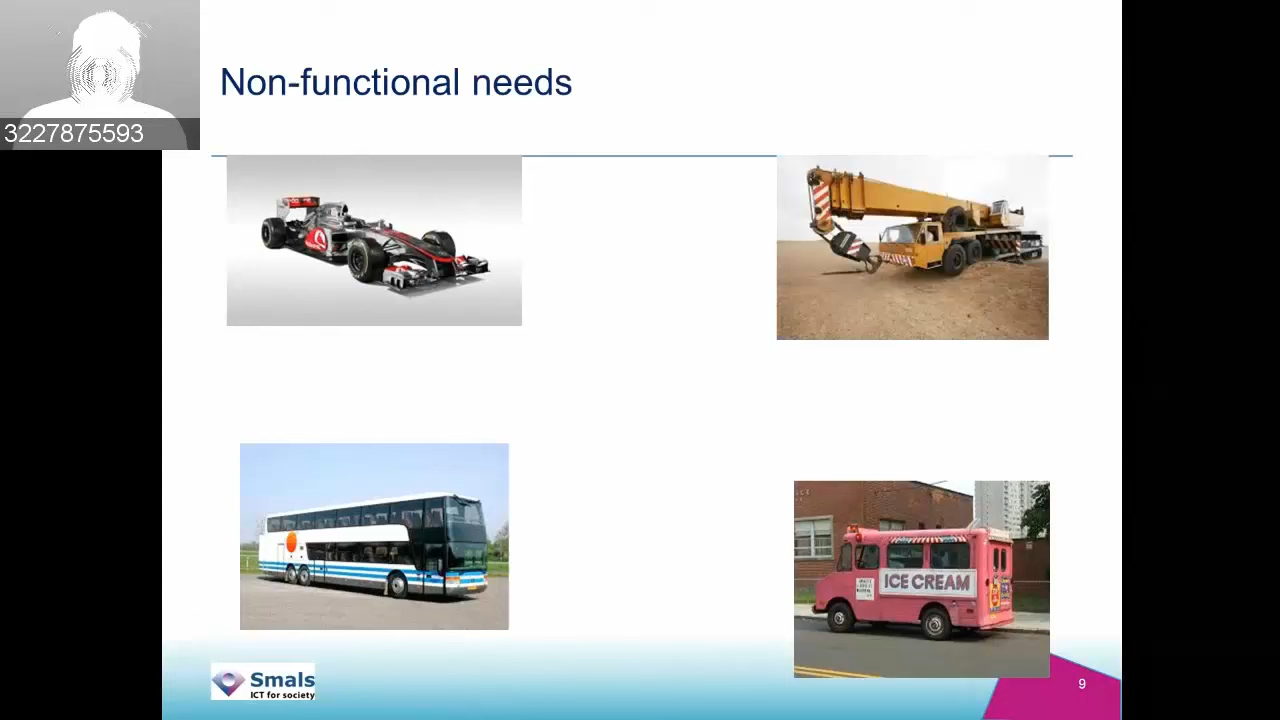 3227875593
Non-functional needs
ICE CREAM
Smals
ICT for society
9